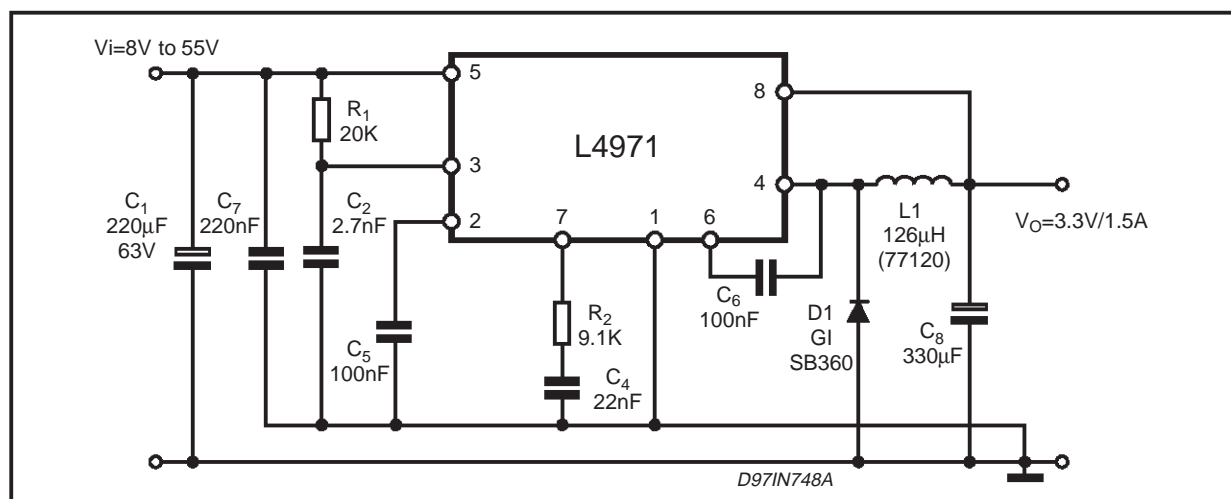 Vi=8V to 55V
5
8
R1
20K
L4971
3
4
C1
220µF
63V
C7
220nF
C2
2.7nF
2
7
1
6
L1
126µH
(77120)
VO=3.3V/1.5A
C6
100nF
R2
9.1K
D1
GI
SB360
C8
330µF
C5
100nF
C4
22nF
D97IN748A